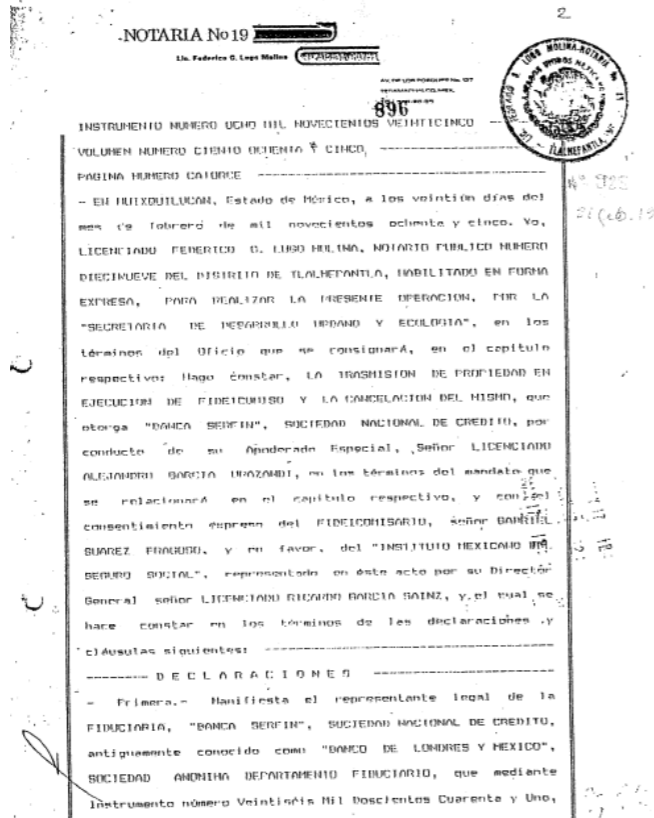 2
NOTARIA No 19
Lic. Federico G. Lugo Molina
896
INSTRUMENTO NUMERO OCHO MIL NOVECIENTOS VEINTICINCO
VOLUMEN NUMERO CIENTO OCHENTA Y CINCO,
PAGINA NUMERO CATORCE
- EN HUIXQUILUCAN, Estado de México, a los veintiún días del
mes de febrero de mil novecientos ochenta y cinco. Yo,
LICENCIADO FEDERICO G. LUGO MOLINA, NOTARIO PUBLICO NUMERO
DIECINUEVE DEL DISTRITO DE TLALNEPANTLA, HABILITADO EN FORMA
EXPRESA, PARA REALIZAR LA PRESENTE OPERACION, POR LA
"SECRETARIA DE DESARROLLO URBANO Y ECOLOGIA", en los
términos del Oficio que se consignará, en el capitulo
respectivo: Hago constar, LA TRASMISION DE PROPIEDAD EN
EJECUCION DE FIDEICOMISO Y LA CANCELACION DEL MISMO, que
otorga "BANCA SERFIN", SOCIEDAD NACIONAL DE CREDITO, por
conducto de su Apoderado Especial, Señor LICENCIADO
ALEJANDRO GARCIA en los términos del mandato que
se relacionará en el capitulo respectivo, y con el
consentimiento expreso del FIDEICOMISARIO, señor GABRIEL
SUAREZ FRAGOSO, y en favor, del "INSTITUTO MEXICANO DEL
SEGURO SOCIAL", representado en éste acto por su Director
General señor LICENCIADO RICARDO GARCIA SAINZ, y el cual se
hace constar en los términos de las declaraciones y
cláusulas siguientes:
DECLARACIONES
- Primera.- Manifiesta el representante legal de la
FIDUCIARIA, "BANCA SERFIN", SOCIEDAD NACIONAL DE CREDITO,
antiguamente conocido como "BANCO DE LONDRES Y MEXICO",
SOCIEDAD ANONIMA DEPARTAMENTO FIDUCIARIO, que mediante
Instrumento número Veintiséis Mil Doscientos Cuarenta y Uno,